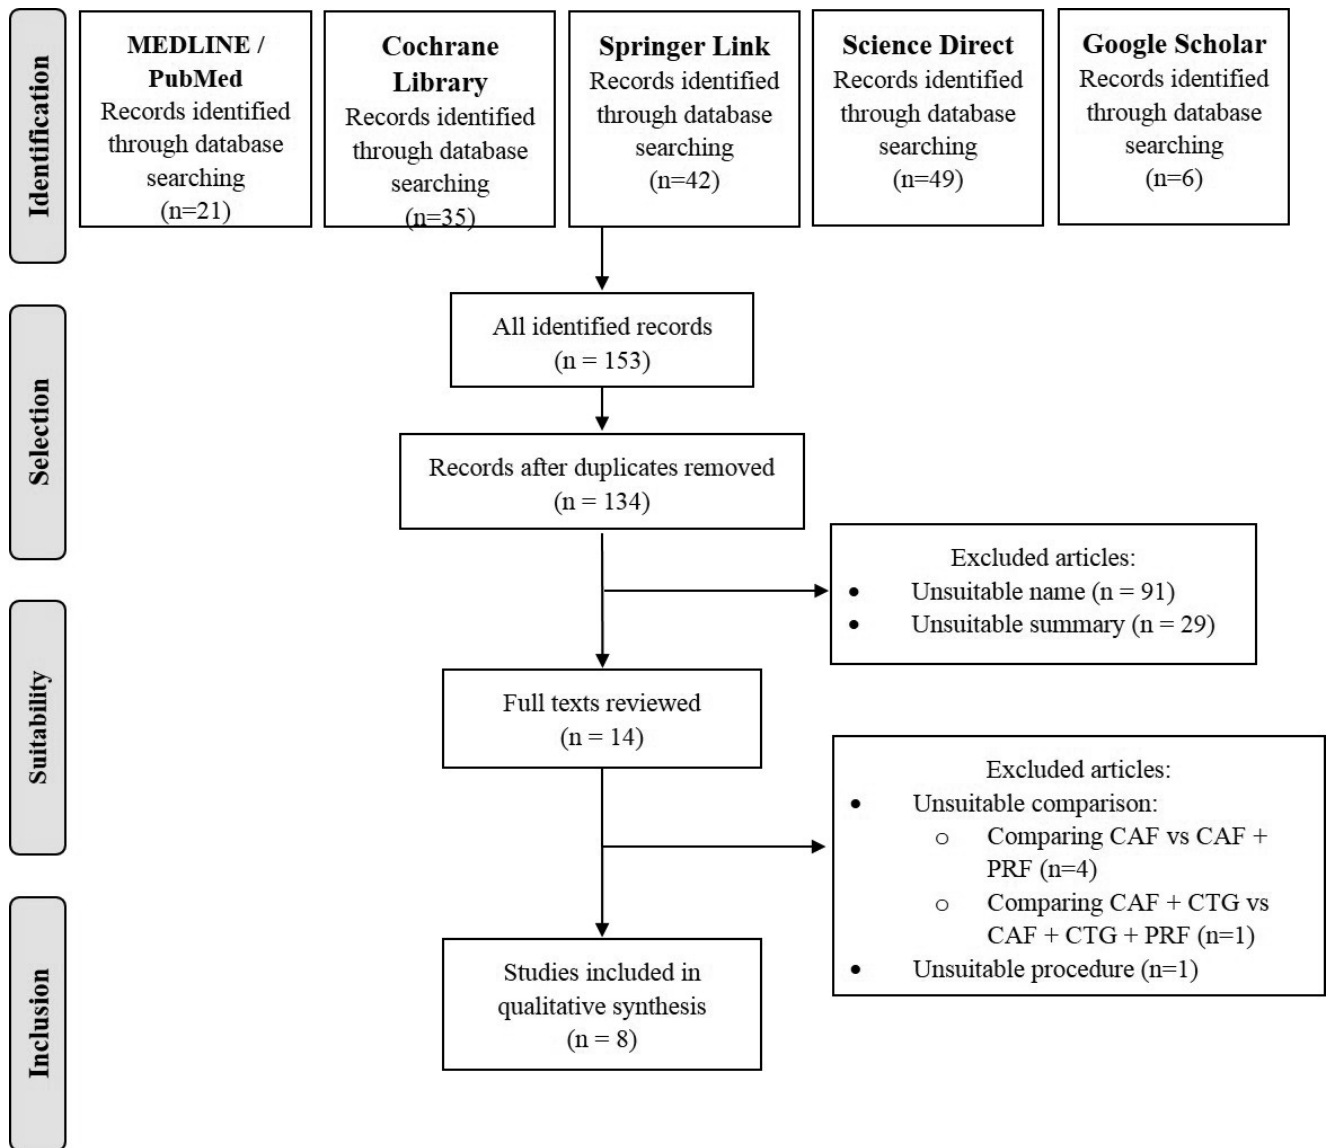 Identification
MEDLINE /
PubMed
Records identified
through database
searching
(n=21)
Cochrane
Library
Records identified
through database
searching
(n=35)
Springer Link
Records identified
through database
searching
(n=42)
Science Direct
Records identified
through database
searching
(n=49)
Google Scholar
Records identified
through database
searching
(n=6)
Selection
All identified records
(n = 153)
Records after duplicates removed
(n = 134)
Excluded articles:
• Unsuitable name (n = 91)
• Unsuitable summary (n = 29)
Suitability
Full texts reviewed
(n = 14)
Excluded articles:
• Unsuitable comparison:
o Comparing CAF vs CAF +
PRF (n=4)
o Comparing CAF + CTG vs
CAF + CTG + PRF (n=1)
• Unsuitable procedure (n=1)
Inclusion
Studies included in
qualitative synthesis
(n = 8)